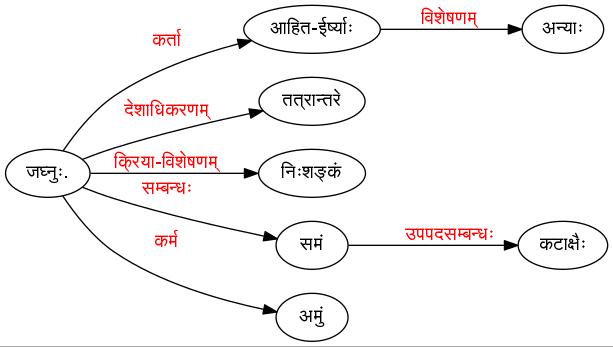 आहित-ईर्ष्याः
विशेषणम्
अन्याः
कर्ता
तत्रान्तरे
देशाधिकरणम्
जघ्नुः.
क्रिया-विशेषणम्
निःशङ्कं
सम्बन्धः
समं
उपपदसम्बन्धः
कटाक्षैः
कर्म
अमुं